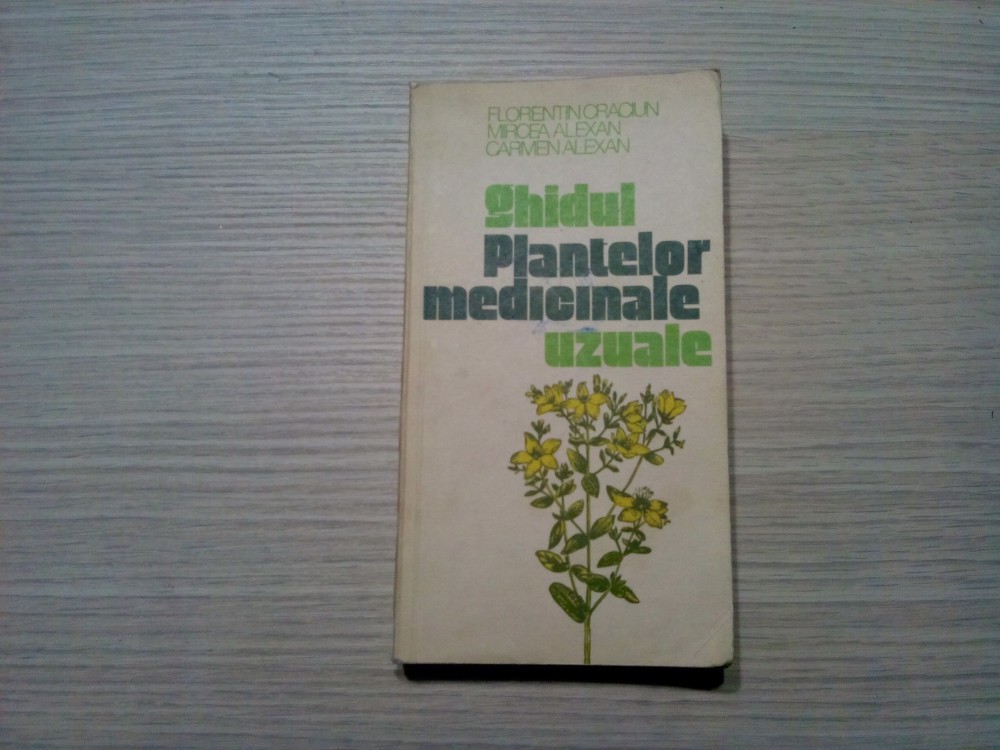 FLORENTIN CRACIUN
MIRCEA ALEXAN
CARMEN ALEXAN
ghidul
Plantelor
medicinale
uzuale